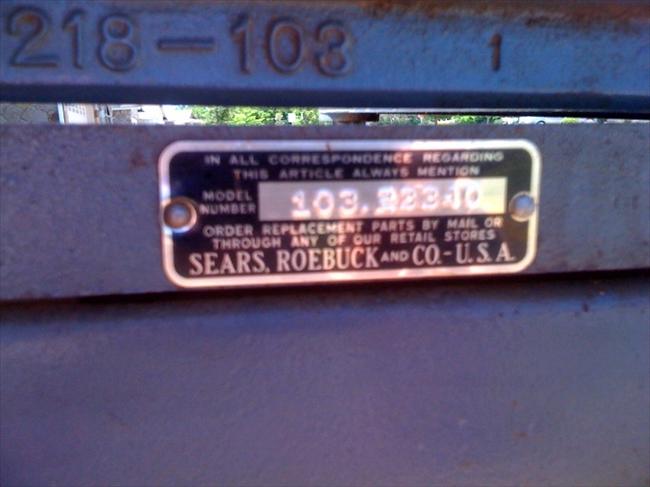 218-103 1
IN ALL CORRESPONDENCE REGARDING
THIS ARTICLE ALWAYS MENTION
MODEL
NUMBER
ORDER REPLACEMENT PARTS BY MAIL OR
THROUGH ANY OF OUR RETAIL STORES
SEARS, ROEBUCK AND CO.-U.S.A.